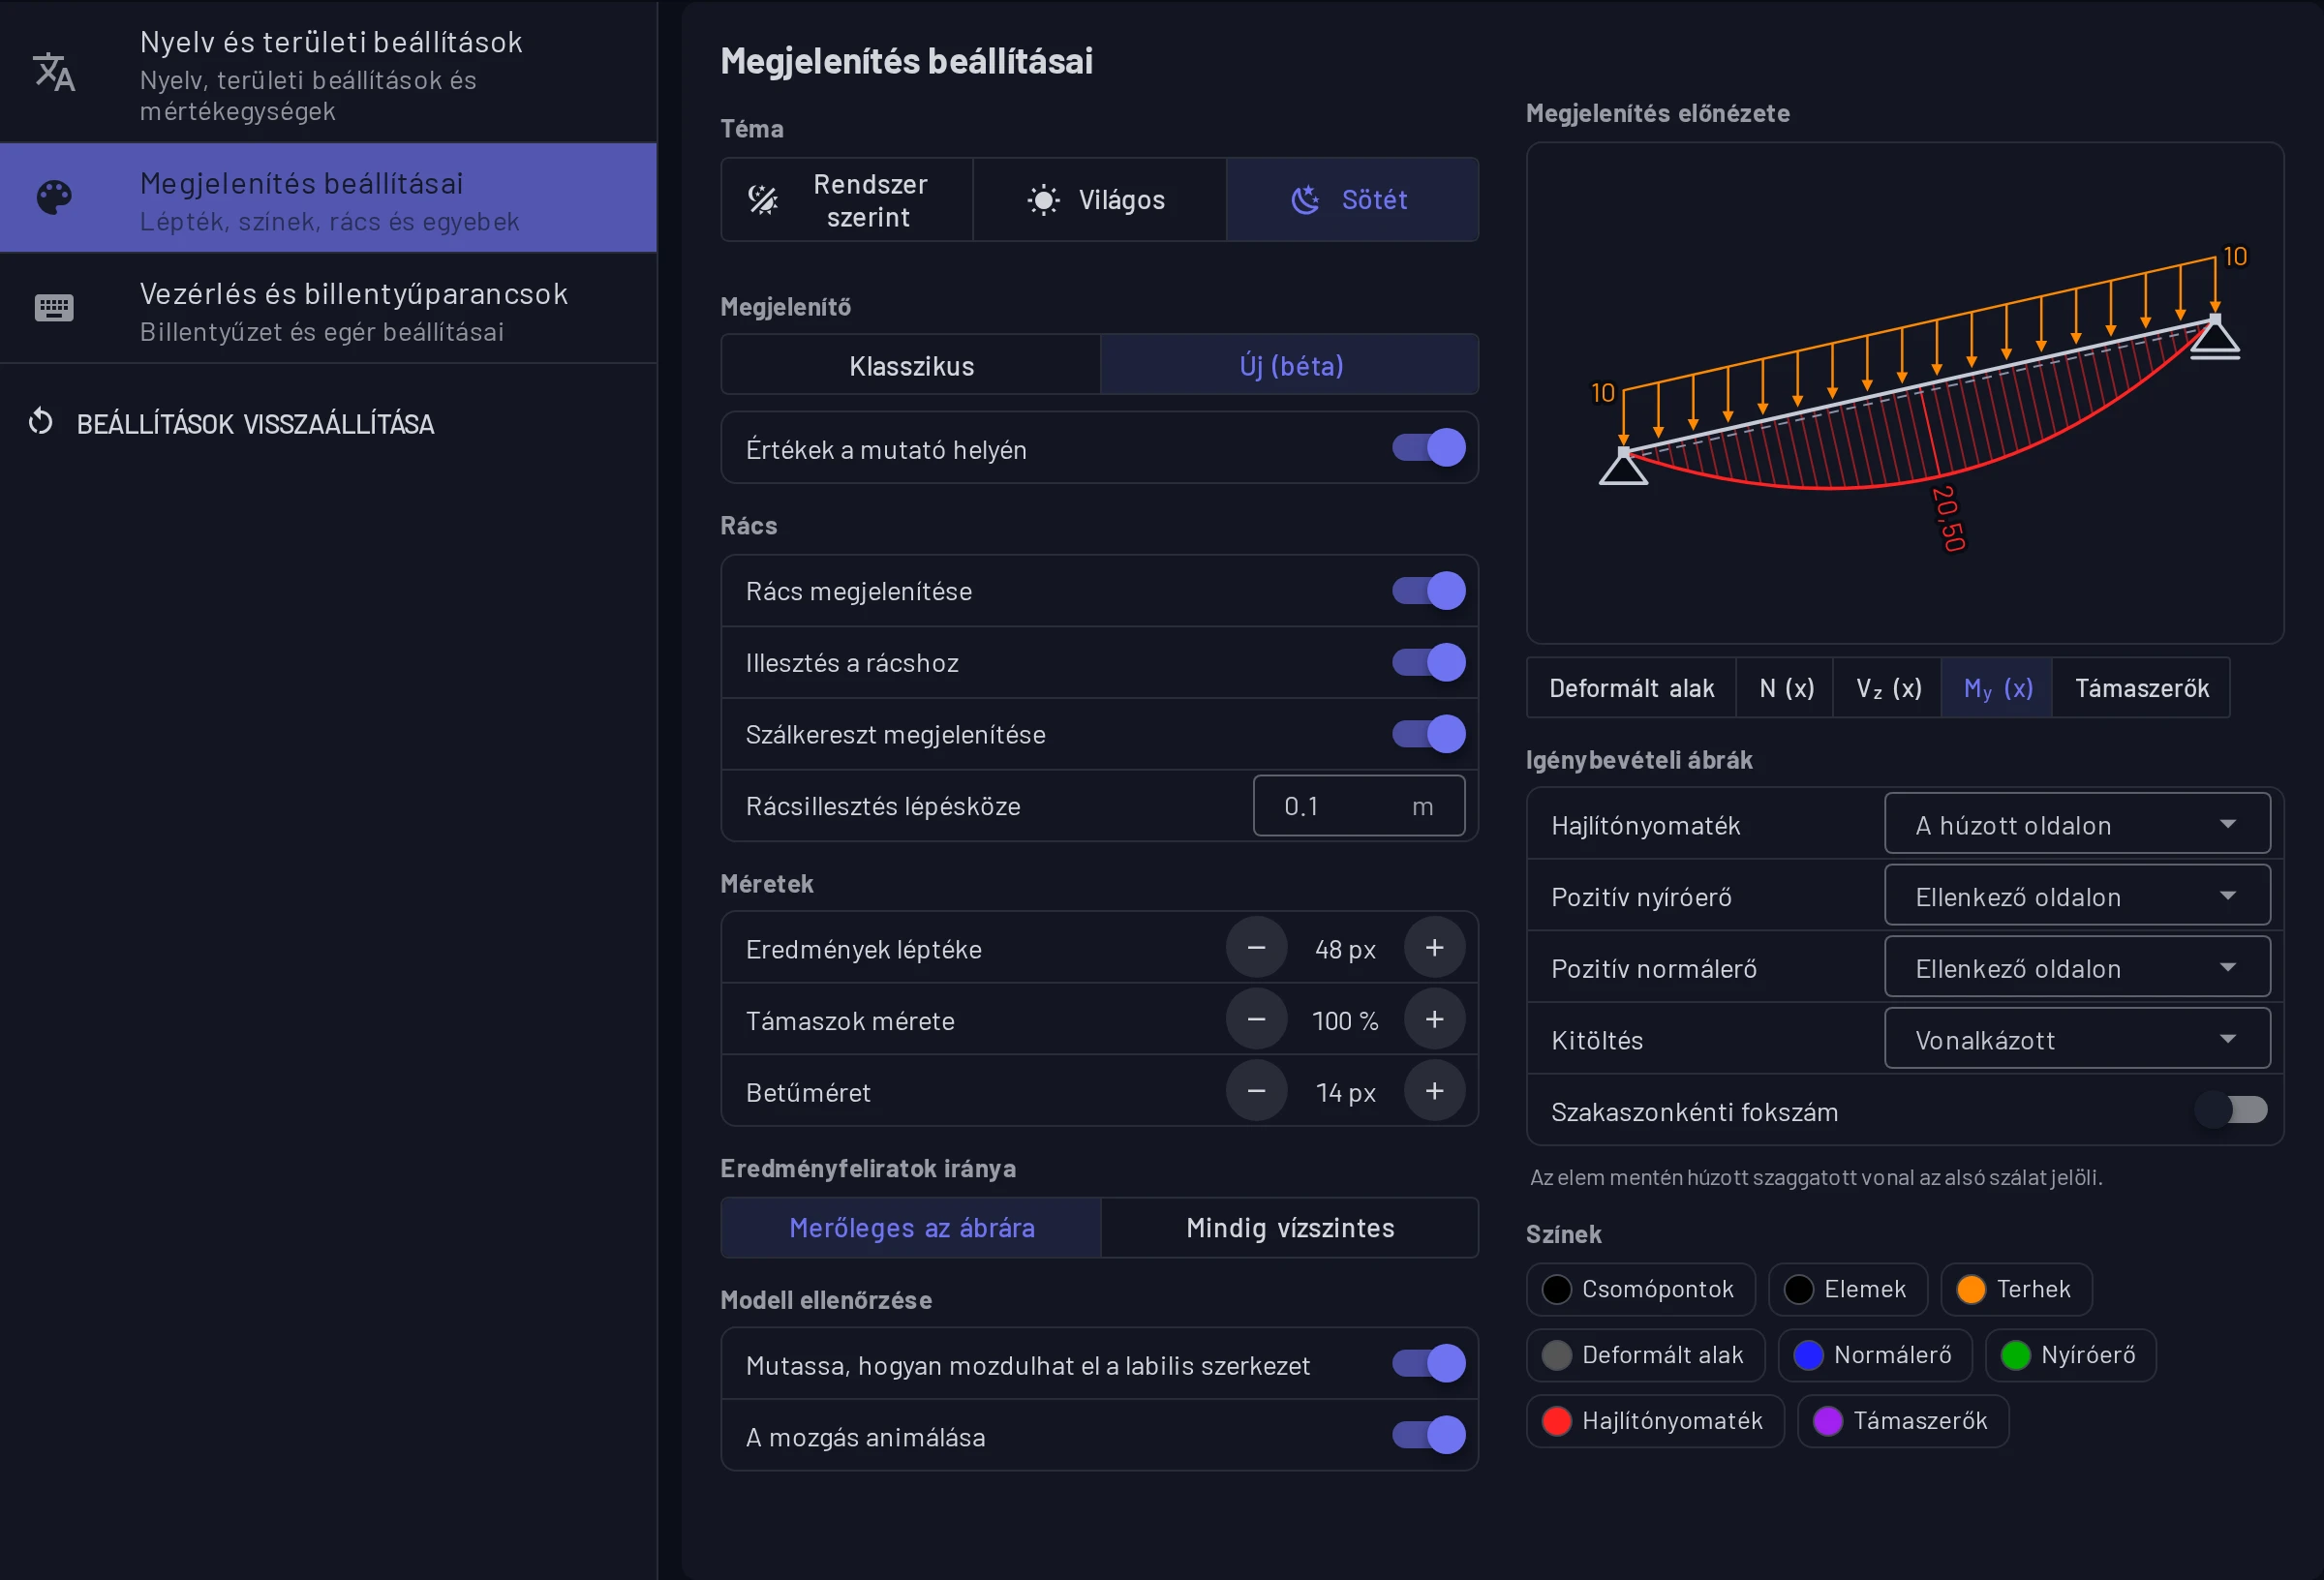 Nyelv és területi beállítások
Nyelv, területi beállítások és
mértékegységek
Megjelenítés beállításai
Lépték, színek, rács és egyebek
Vezérlés és billentyűparancsok
Billentyűzet és egér beállításai
BEÁLLÍTÁSOK VISSZAÁLLÍTÁSA
Megjelenítés beállításai
Téma
Rendszer
szerint
Világos
Sötét
Megjelenítő
Klasszikus
Új (béta)
Értékek a mutató helyén
Rács
Rács megjelenítése
Illesztés a rácshoz
Szálkereszt megjelenítése
Rácsillesztés lépésköze
0.1 m
Méretek
Eredmények léptéke
− 48 px +
Támaszok mérete
− 100 % +
Betűméret
− 14 px +
Eredményfeliratok iránya
Merőleges az ábrára
Mindig vízszintes
Modell ellenőrzése
Mutassa, hogyan mozdulhat el a labilis szerkezet
A mozgás animálása
Megjelenítés előnézete
10
10
20,50
Deformált alak
N (x)
Vz (x)
My (x)
Támaszerők
Igénybevételi ábrák
Hajlítónyomaték
A húzott oldalon
Pozitív nyíróerő
Ellenkező oldalon
Pozitív normálerő
Ellenkező oldalon
Kitöltés
Vonalkázott
Szakaszonkénti fokszám
Az elem mentén húzott szaggatott vonal az alsó szálat jelöli.
Színek
Csomópontok
Elemek
Terhek
Deformált alak
Normálerő
Nyíróerő
Hajlítónyomaték
Támaszerők